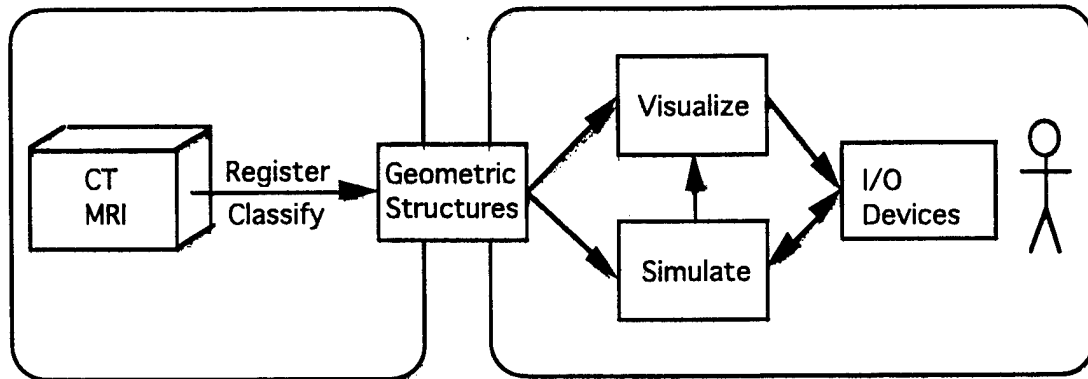 CT
MRI
Register
Classify
Geometric
Structures
Visualize
Simulate
I/O
Devices